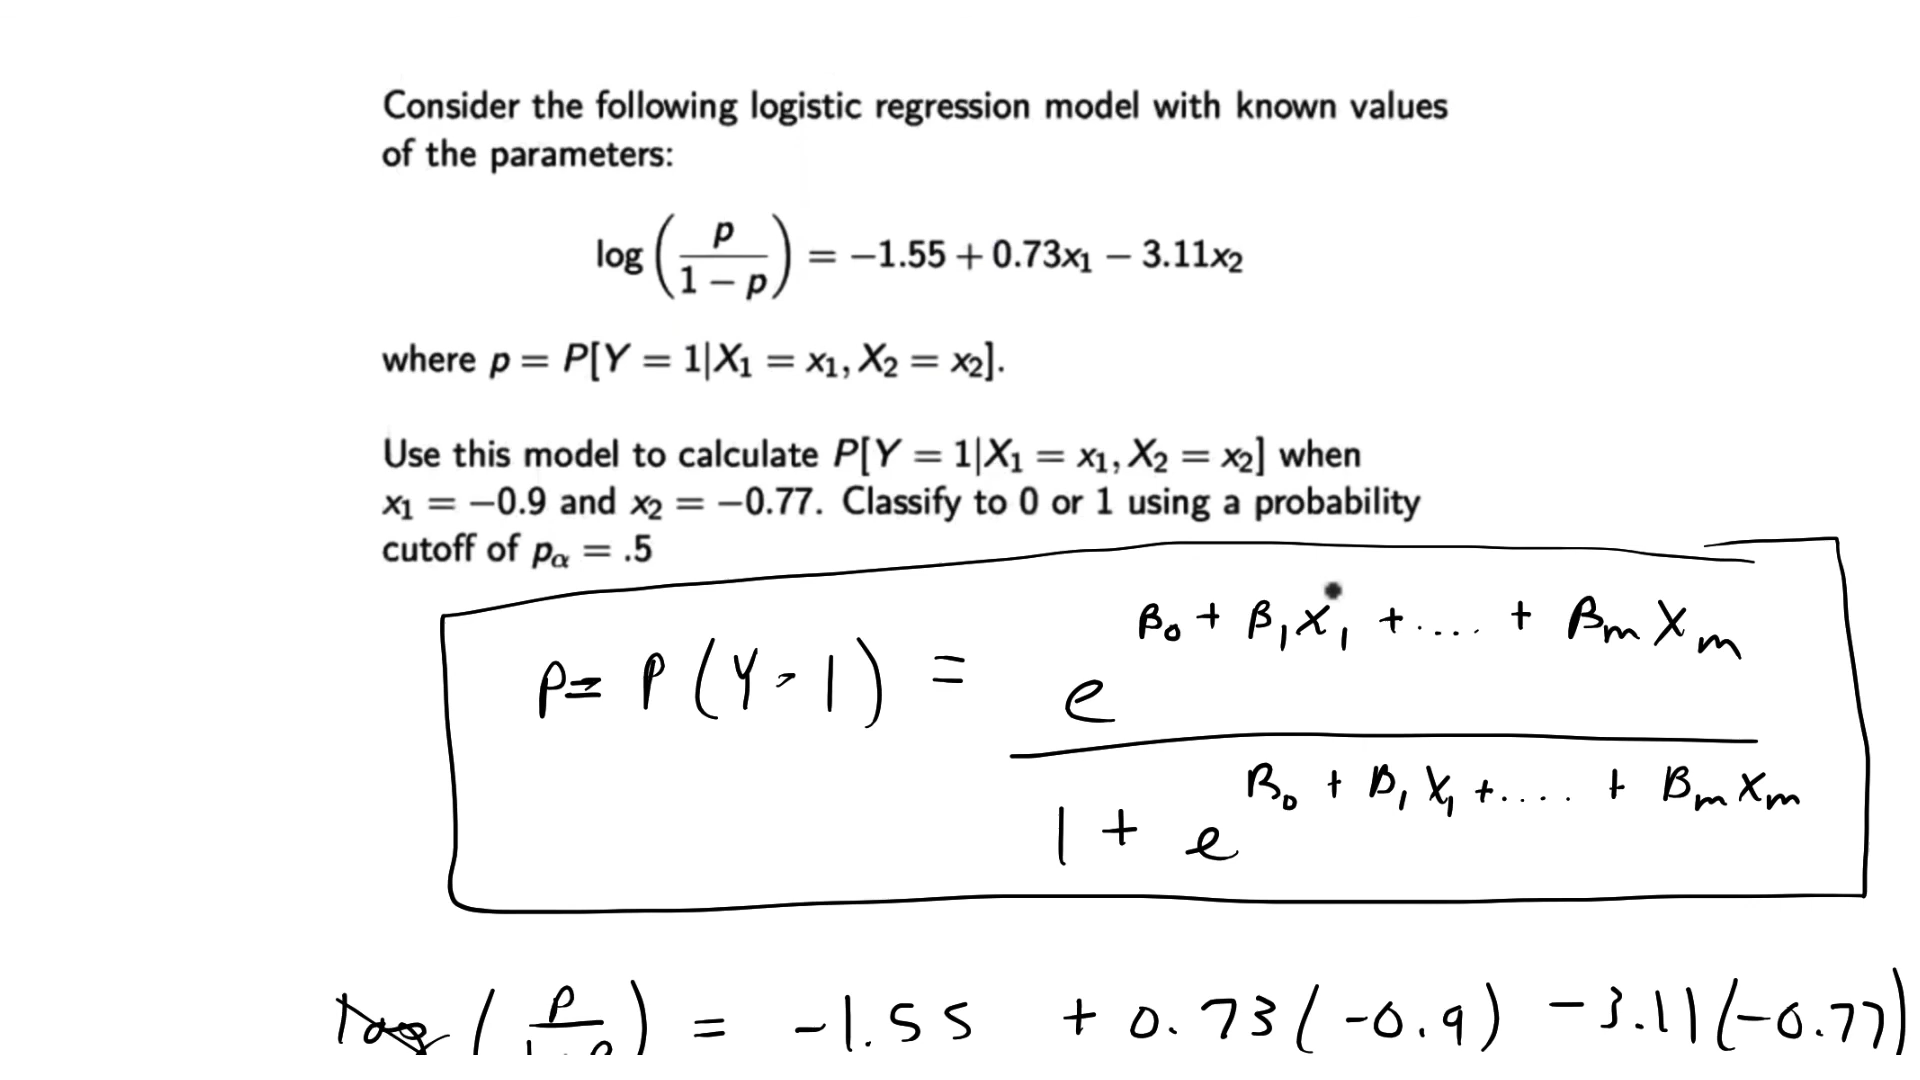 Consider the following logistic regression model with known values
of the parameters:
log(p/(1 − p)) = −1.55 + 0.73x₁ − 3.11x₂
where p = P[Y = 1|X₁ = x₁, X₂ = x₂].
Use this model to calculate P[Y = 1|X₁ = x₁, X₂ = x₂] when
x₁ = −0.9 and x₂ = −0.77. Classify to 0 or 1 using a probability
cutoff of pα = .5
p = P(Y = 1) = e^(β₀ + β₁x₁ + .... + βₘxₘ) / (1 + e^(β₀ + β₁x₁ + .... + βₘxₘ))
log(p/(1-p)) = -1.55 + 0.73(-0.9) -3.11(-0.77)